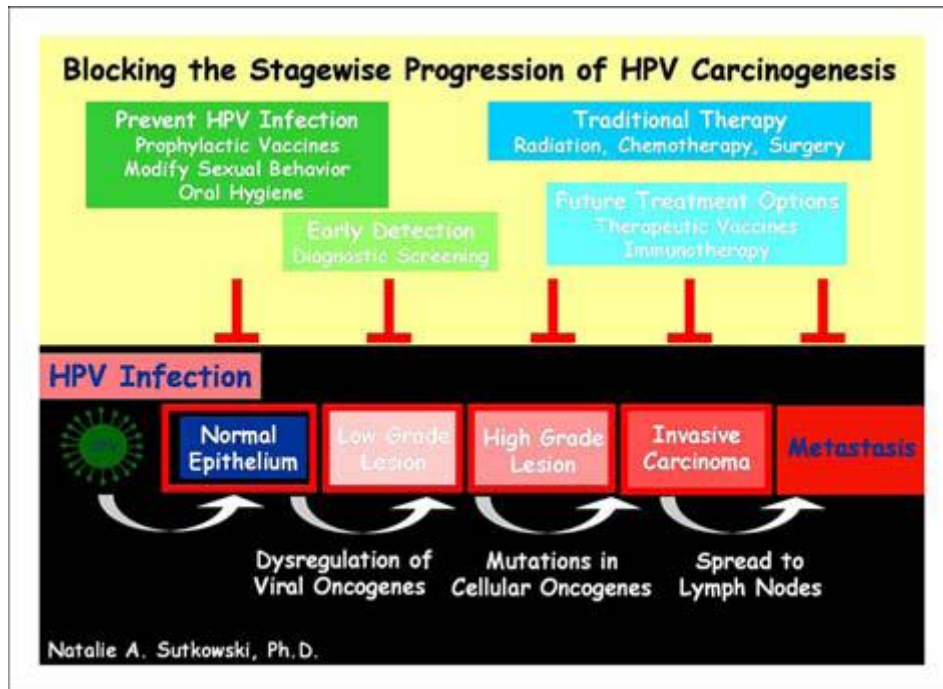 Blocking the Stagewise Progression of HPV Carcinogenesis
Prevent HPV Infection
Prophylactic Vaccines
Modify Sexual Behavior
Oral Hygiene
Traditional Therapy
Radiation, Chemotherapy, Surgery
Early Detection
Diagnostic Screening
Future Treatment Options
Therapeutic Vaccines
Immunotherapy
HPV Infection
HPV
Normal
Epithelium
Low Grade
Lesion
High Grade
Lesion
Invasive
Carcinoma
Metastasis
Dysregulation of
Viral Oncogenes
Mutations in
Cellular Oncogenes
Spread to
Lymph Nodes
Natalie A. Sutkowski, Ph.D.